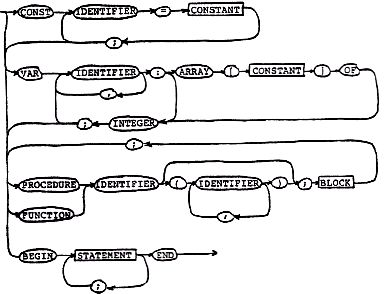 CONST IDENTIFIER = CONSTANT
;
VAR IDENTIFIER : ARRAY [ CONSTANT ] OF
,
; INTEGER
;
PROCEDURE IDENTIFIER ( IDENTIFIER ) ; BLOCK
FUNCTION ,
BEGIN STATEMENT END
;